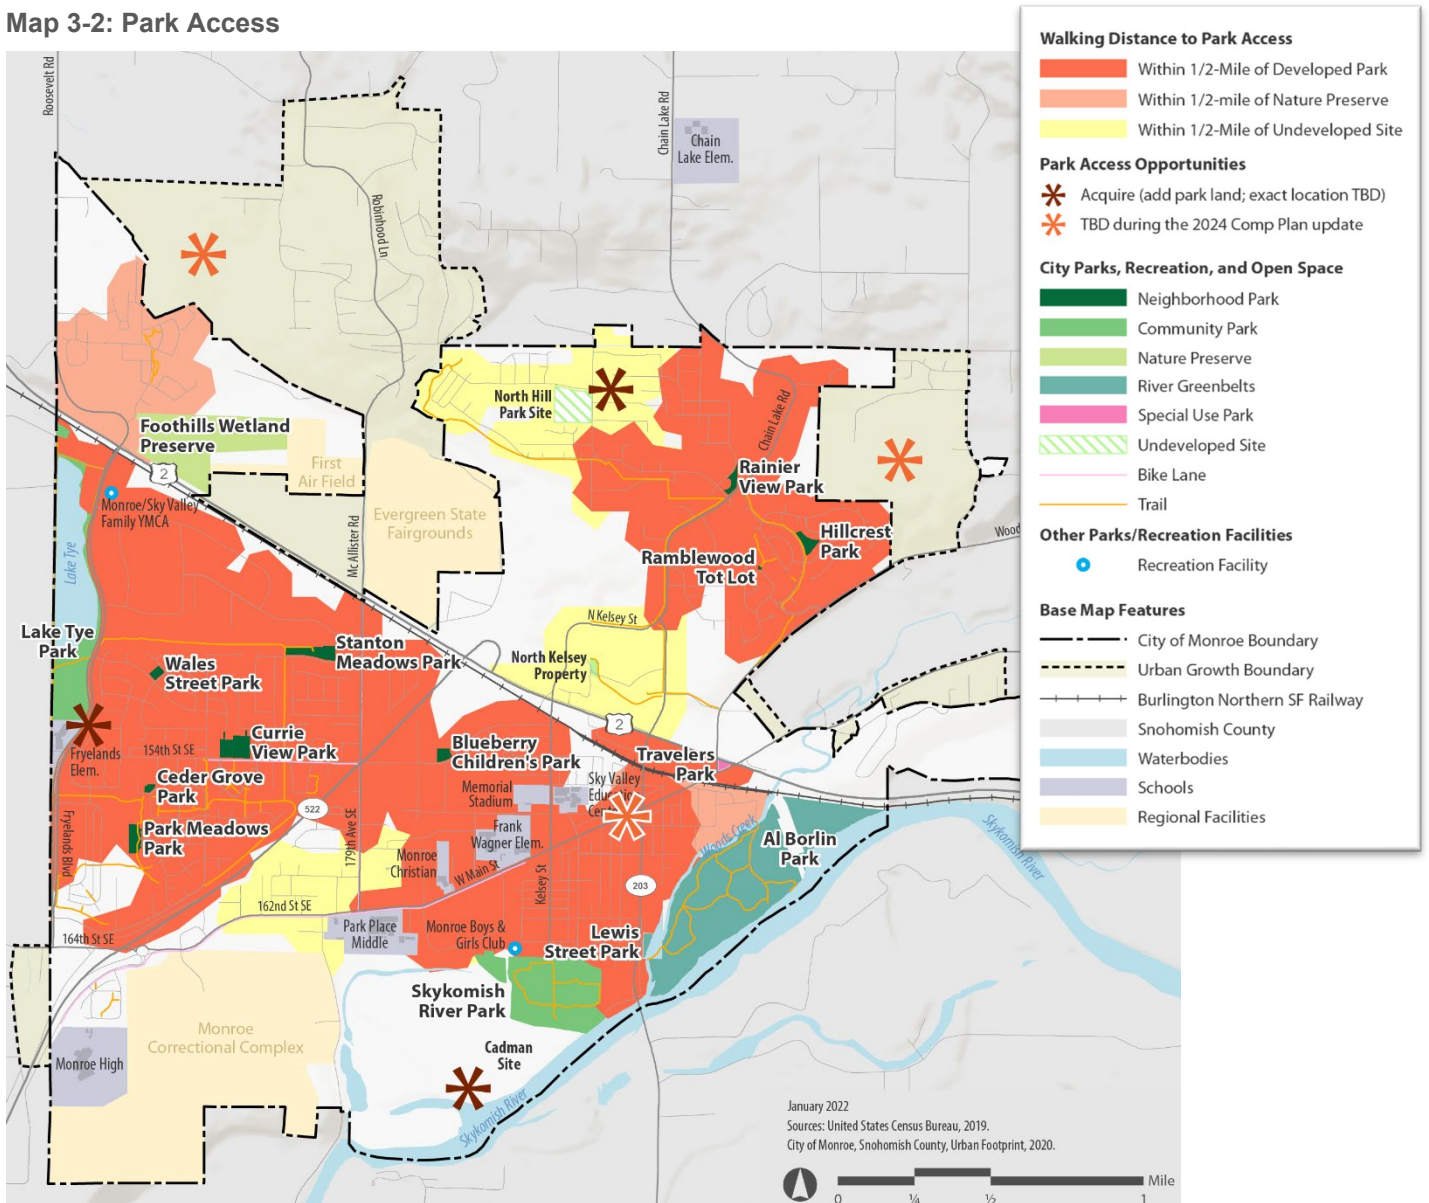 Map 3-2: Park Access
Walking Distance to Park Access
Within 1/2-Mile of Developed Park
Within 1/2-mile of Nature Preserve
Within 1/2-Mile of Undeveloped Site
Park Access Opportunities
Acquire (add park land; exact location TBD)
TBD during the 2024 Comp Plan update
City Parks, Recreation, and Open Space
Neighborhood Park
Community Park
Nature Preserve
River Greenbelts
Special Use Park
Undeveloped Site
Bike Lane
Trail
Other Parks/Recreation Facilities
Recreation Facility
Base Map Features
City of Monroe Boundary
Urban Growth Boundary
Burlington Northern SF Railway
Snohomish County
Waterbodies
Schools
Regional Facilities
Roosevelt Rd
Chain Lake Rd
Chain
Lake Elem.
Robinhood Ln
North Hill
Park Site
Chain Lake Rd
Foothills Wetland
Preserve
2
First
Air Field
Rainier
View Park
Monroe/Sky Valley
Family YMCA
Evergreen State
Fairgrounds
Hillcrest
Park
Wood
Lake Tye
Mc Allister Rd
Ramblewood
Tot Lot
N Kelsey St
Lake Tye
Park
Stanton
Meadows Park
Wales
Street Park
North Kelsey
Property
2
Currie
View Park
154th St SE
Fryelands
Elem.
Blueberry
Children's Park
Travelers
Park
Ceder Grove
Park
Memorial
Stadium
Sky Valley
Education
Cent
522
Park Meadows
Park
Fryelands Blvd
179th Ave SE
Frank
Wagner Elem.
Monroe
Christian
W Main St
Kelsey St
Woods Creek
Al Borlin
Park
Skykomish River
203
162nd St SE
164th St SE
Park Place
Middle
Monroe Boys &
Girls Club
Lewis
Street Park
Skykomish
River Park
Monroe
Correctional Complex
Monroe High
Cadman
Site
Skykomish River
January 2022
Sources: United States Census Bureau, 2019.
City of Monroe, Snohomish County, Urban Footprint, 2020.
Mile
0 ¼ ½ 1